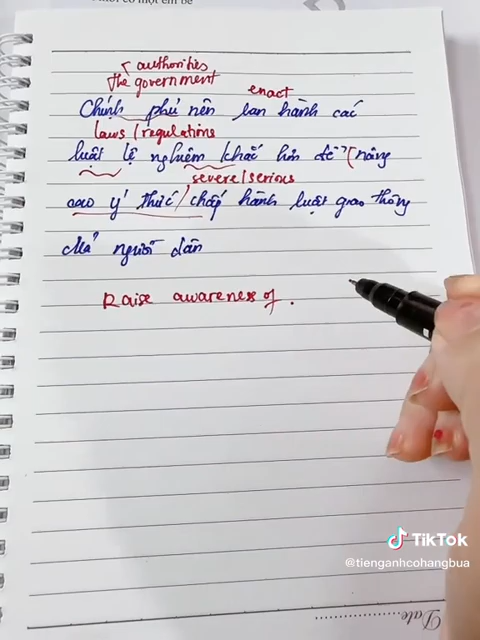 authorities
the government
enact
Chính phủ nên ban hành các
laws / regulations
luật lệ nghiêm khắc hơn để (nâng
severe/serious
cao ý thức / chấp hành luật giao thông
của người dân
Raise awareness of.
TikTok
@tienganhcohangbua
Date